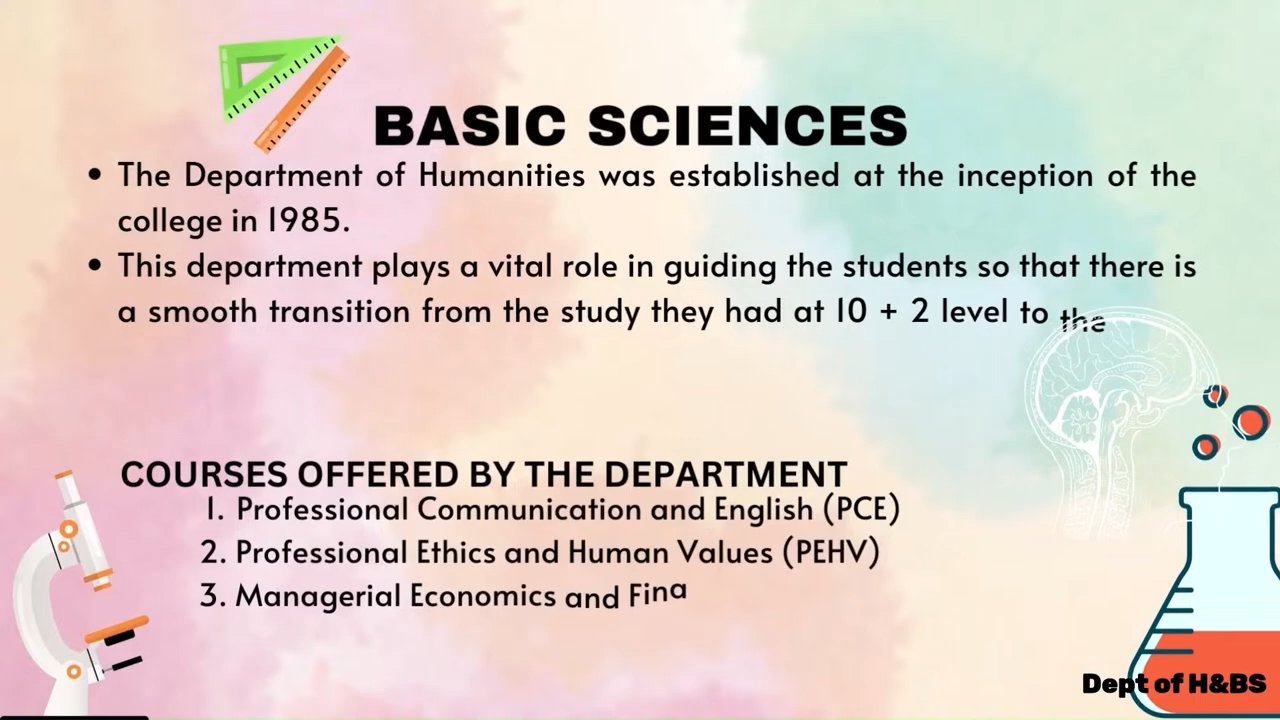 BASIC SCIENCES
• The Department of Humanities was established at the inception of the
college in 1985.
• This department plays a vital role in guiding the students so that there is
a smooth transition from the study they had at 10 + 2 level to the
COURSES OFFERED BY THE DEPARTMENT
1. Professional Communication and English (PCE)
2. Professional Ethics and Human Values (PEHV)
3. Managerial Economics and Fina
Dept of H&BS